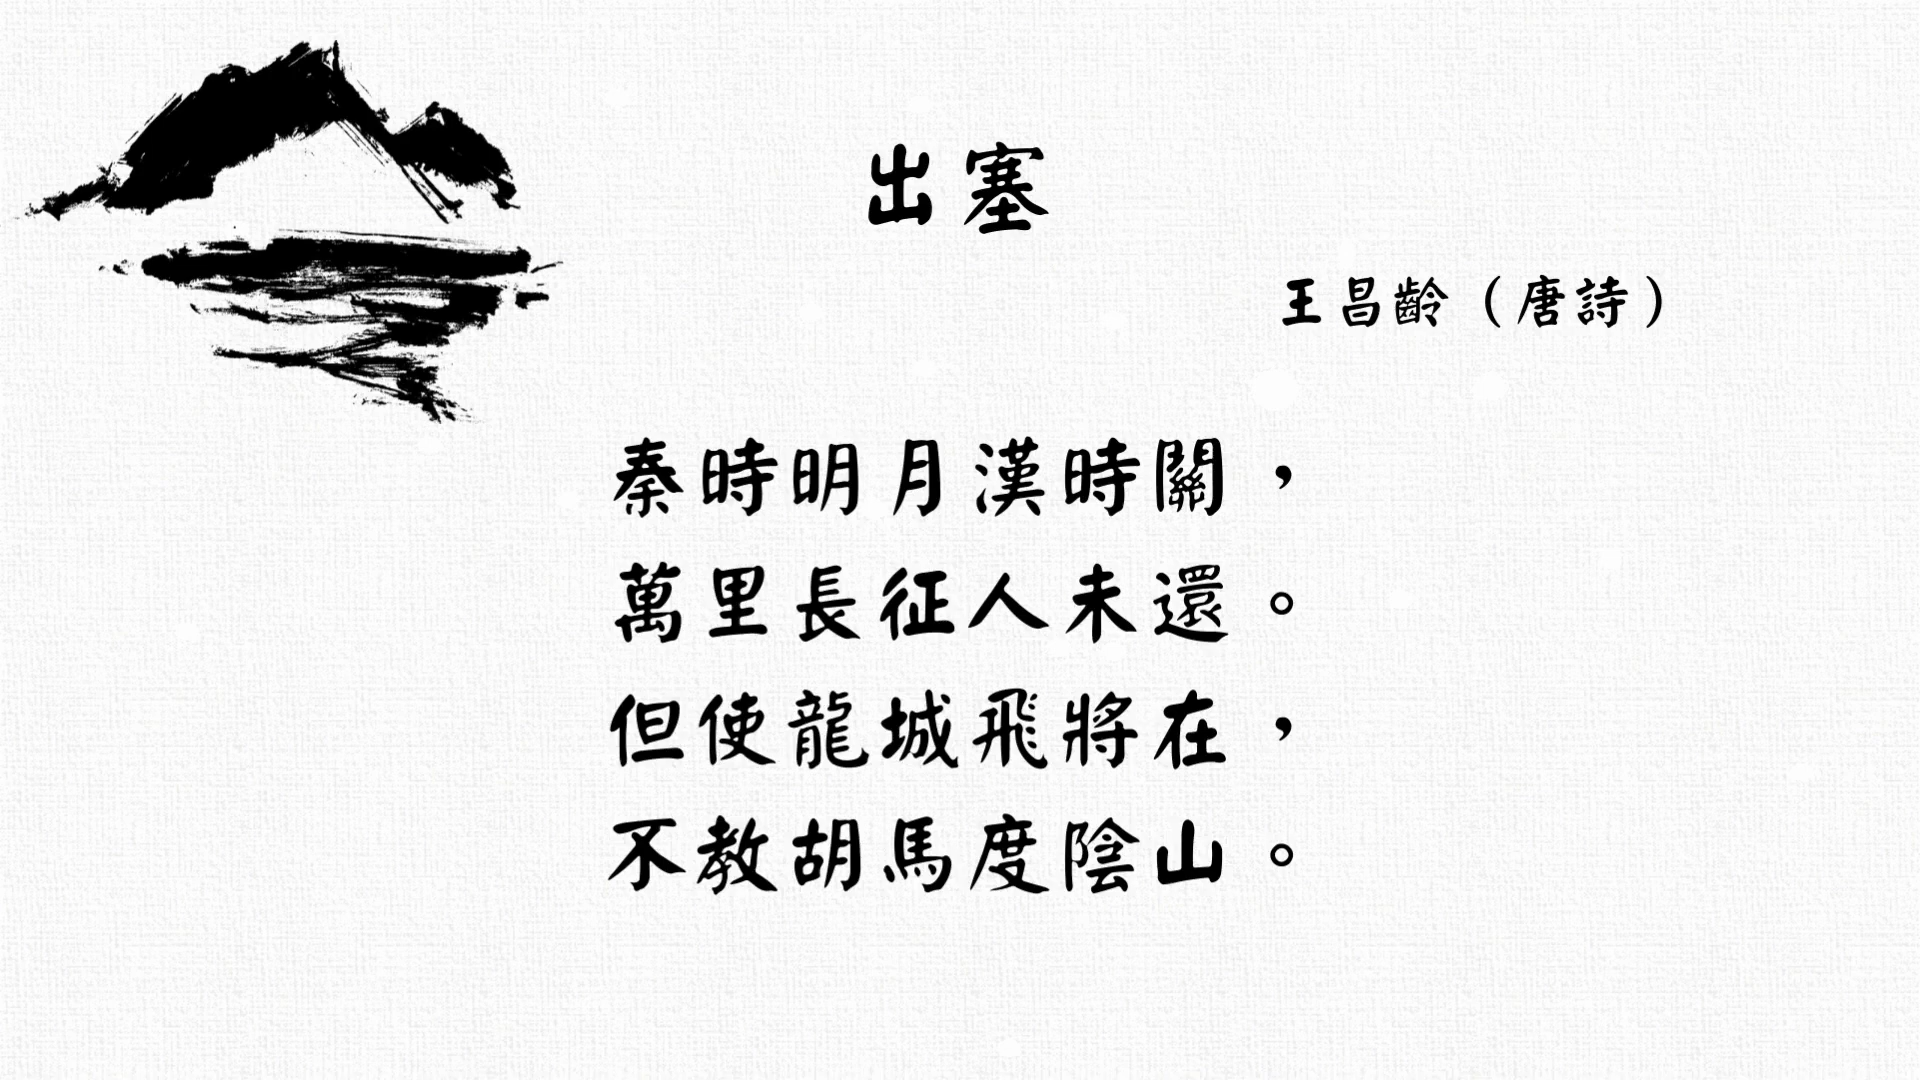 出塞
王昌齡（唐詩）
秦時明月漢時關，
萬里長征人未還。
但使龍城飛將在，
不教胡馬度陰山。